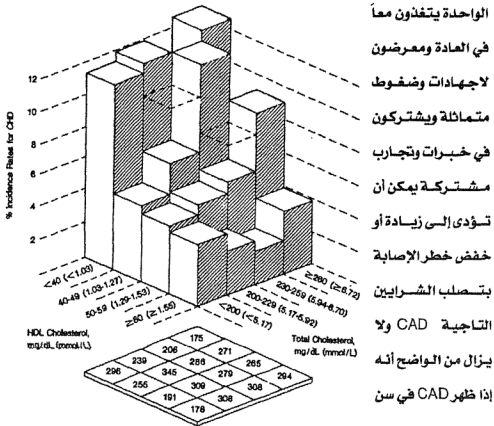 الواحدة يتغذون معاً
في العادة ومعرضون
لاجهادات وضغوط
متماثلة ويشتركون
في خبرات وتجارب
مشتركة يمكن أن
تؤدى إلى زيادة أو
خفض خطر الإصابة
بتصلب الشرايين
التاجية CAD ولا
يزال من الواضح أنه
إذا ظهر CAD في سن
% Incidence Rates for CHD
12
10
8
6
4
2
<40 (<1.03)
40-49 (1.03-1.27)
50-59 (1.29-1.53)
≥60 (≥1.55)
HDL Cholesterol,
mg/dL (mmol/L)
≥260 (≥6.72)
230-259 (5.94-6.70)
200-229 (5.17-5.92)
<200 (<5.17)
Total Cholesterol,
mg/dL (mmol/L)
175
206 271
239 286 265
296 345 279 294
255 309 308
191 308
178